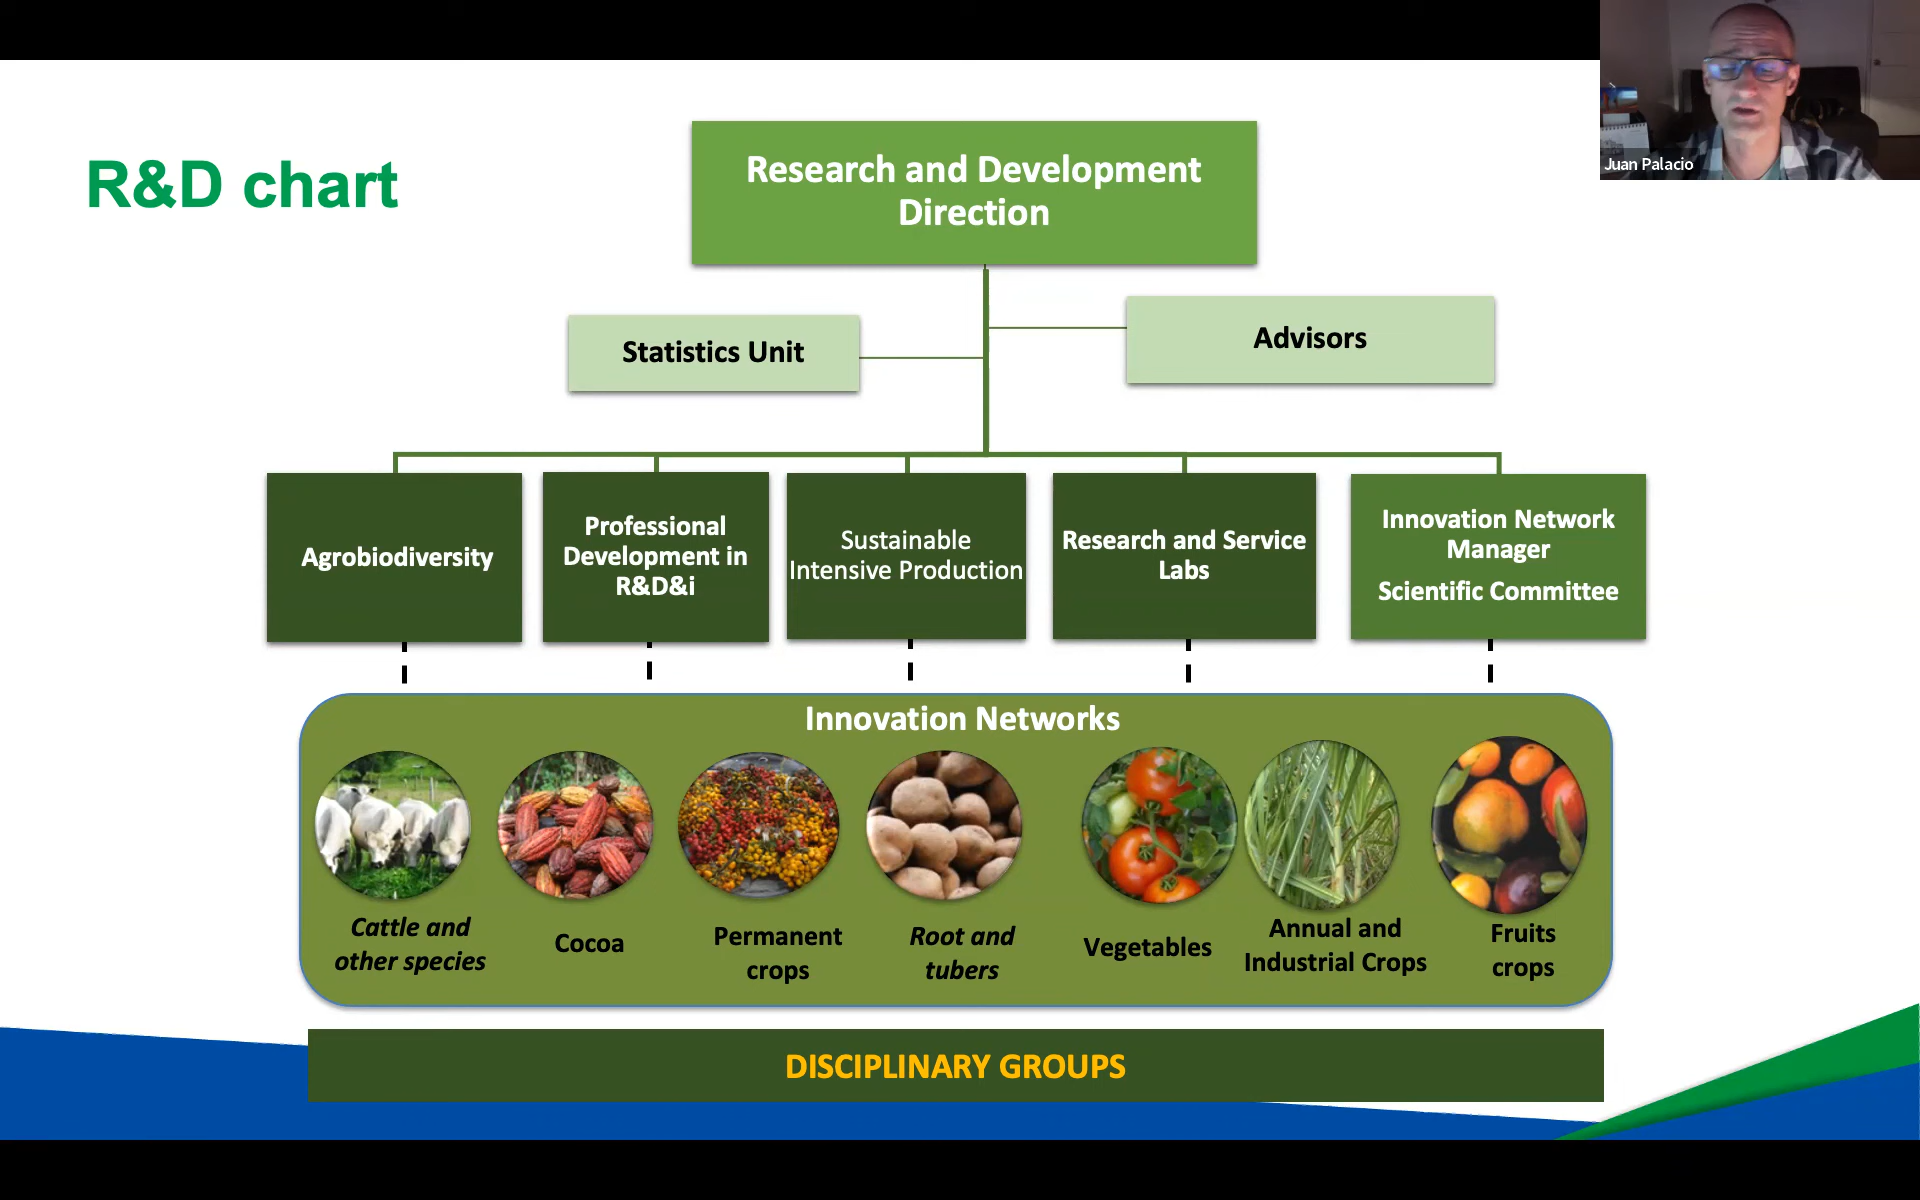 R&D chart
Research and Development
Direction
Juan Palacio
Statistics Unit
Advisors
Agrobiodiversity
Professional
Development in
R&D&i
Sustainable
Intensive Production
Research and Service
Labs
Innovation Network
Manager
Scientific Committee
Innovation Networks
Cattle and
other species
Cocoa
Permanent
crops
Root and
tubers
Vegetables
Annual and
Industrial Crops
Fruits
crops
DISCIPLINARY GROUPS